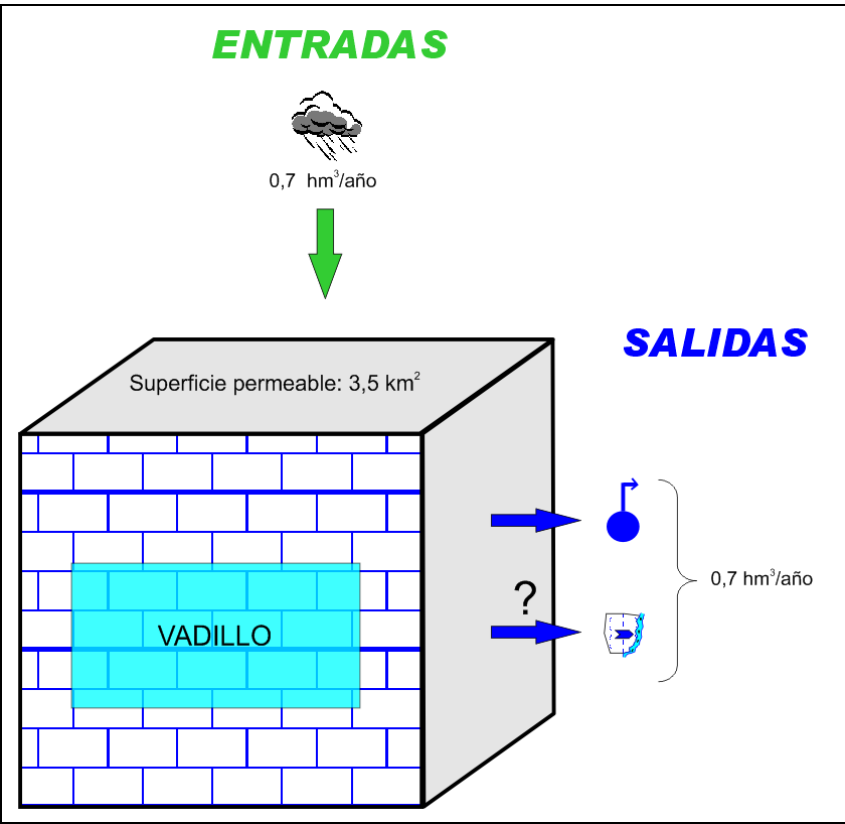 ENTRADAS
0,7 hm³/año
SALIDAS
Superficie permeable: 3,5 km²
?
0,7 hm³/año
VADILLO